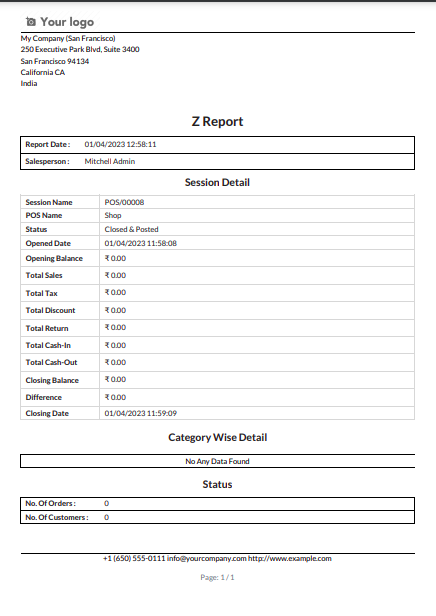 Your logo
My Company (San Francisco)
250 Executive Park Blvd, Suite 3400
San Francisco 94134
California CA
India
Z Report
Report Date : 01/04/2023 12:58:11
Salesperson : Mitchell Admin
Session Detail
Session Name POS/00008
POS Name Shop
Status Closed & Posted
Opened Date 01/04/2023 11:58:08
Opening Balance ₹ 0.00
Total Sales ₹ 0.00
Total Tax ₹ 0.00
Total Discount ₹ 0.00
Total Return ₹ 0.00
Total Cash-In ₹ 0.00
Total Cash-Out ₹ 0.00
Closing Balance ₹ 0.00
Difference ₹ 0.00
Closing Date 01/04/2023 11:59:09
Category Wise Detail
No Any Data Found
Status
No. Of Orders : 0
No. Of Customers : 0
+1 (650) 555-0111 info@yourcompany.com http://www.example.com
Page: 1 / 1